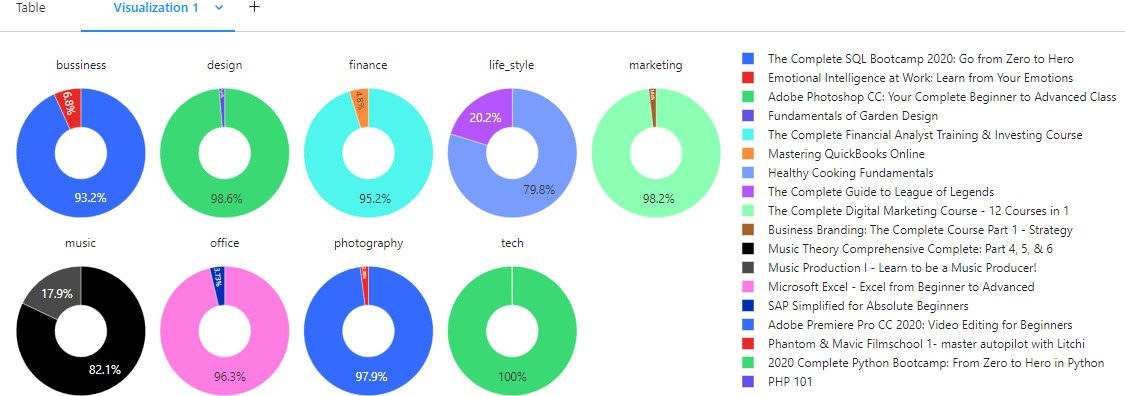 Table Visualization 1 +
bussiness design finance life_style marketing
6.8% 4.8% 20.2%
93.2% 98.6% 95.2% 79.8% 98.2%
music office photography tech
17.9% 3.73%
82.1% 96.3% 97.9% 100%
The Complete SQL Bootcamp 2020: Go from Zero to Hero
Emotional Intelligence at Work: Learn from Your Emotions
Adobe Photoshop CC: Your Complete Beginner to Advanced Class
Fundamentals of Garden Design
The Complete Financial Analyst Training & Investing Course
Mastering QuickBooks Online
Healthy Cooking Fundamentals
The Complete Guide to League of Legends
The Complete Digital Marketing Course - 12 Courses in 1
Business Branding: The Complete Course Part 1 - Strategy
Music Theory Comprehensive Complete: Part 4, 5, & 6
Music Production I - Learn to be a Music Producer!
Microsoft Excel - Excel from Beginner to Advanced
SAP Simplified for Absolute Beginners
Adobe Premiere Pro CC 2020: Video Editing for Beginners
Phantom & Mavic Filmschool 1- master autopilot with Litchi
2020 Complete Python Bootcamp: From Zero to Hero in Python
PHP 101